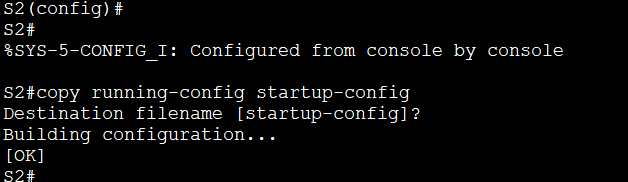 S2(config)#
S2#
%SYS-5-CONFIG_I: Configured from console by console
S2#copy running-config startup-config
Destination filename [startup-config]?
Building configuration...
[OK]
S2#